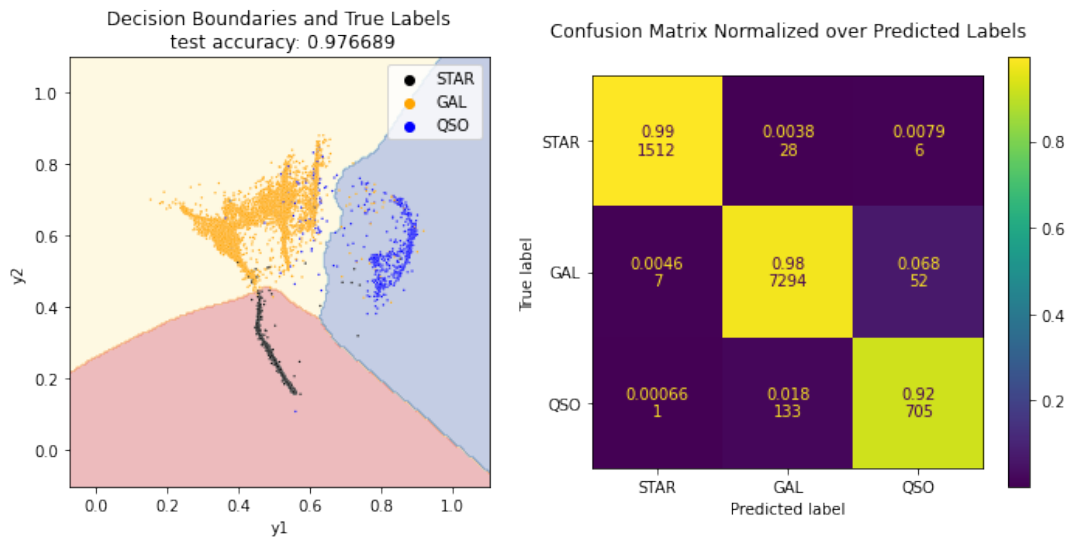 Decision Boundaries and True Labels
test accuracy: 0.976689
STAR
GAL
QSO
1.0
0.8
0.6
0.4
0.2
0.0
y2
0.0 0.2 0.4 0.6 0.8 1.0
y1
Confusion Matrix Normalized over Predicted Labels
True label
STAR
0.99 0.0038 0.0079
1512 28 6
GAL
0.0046 0.98 0.068
7 7294 52
QSO
0.00066 0.018 0.92
1 133 705
STAR GAL QSO
Predicted label
0.8
0.6
0.4
0.2